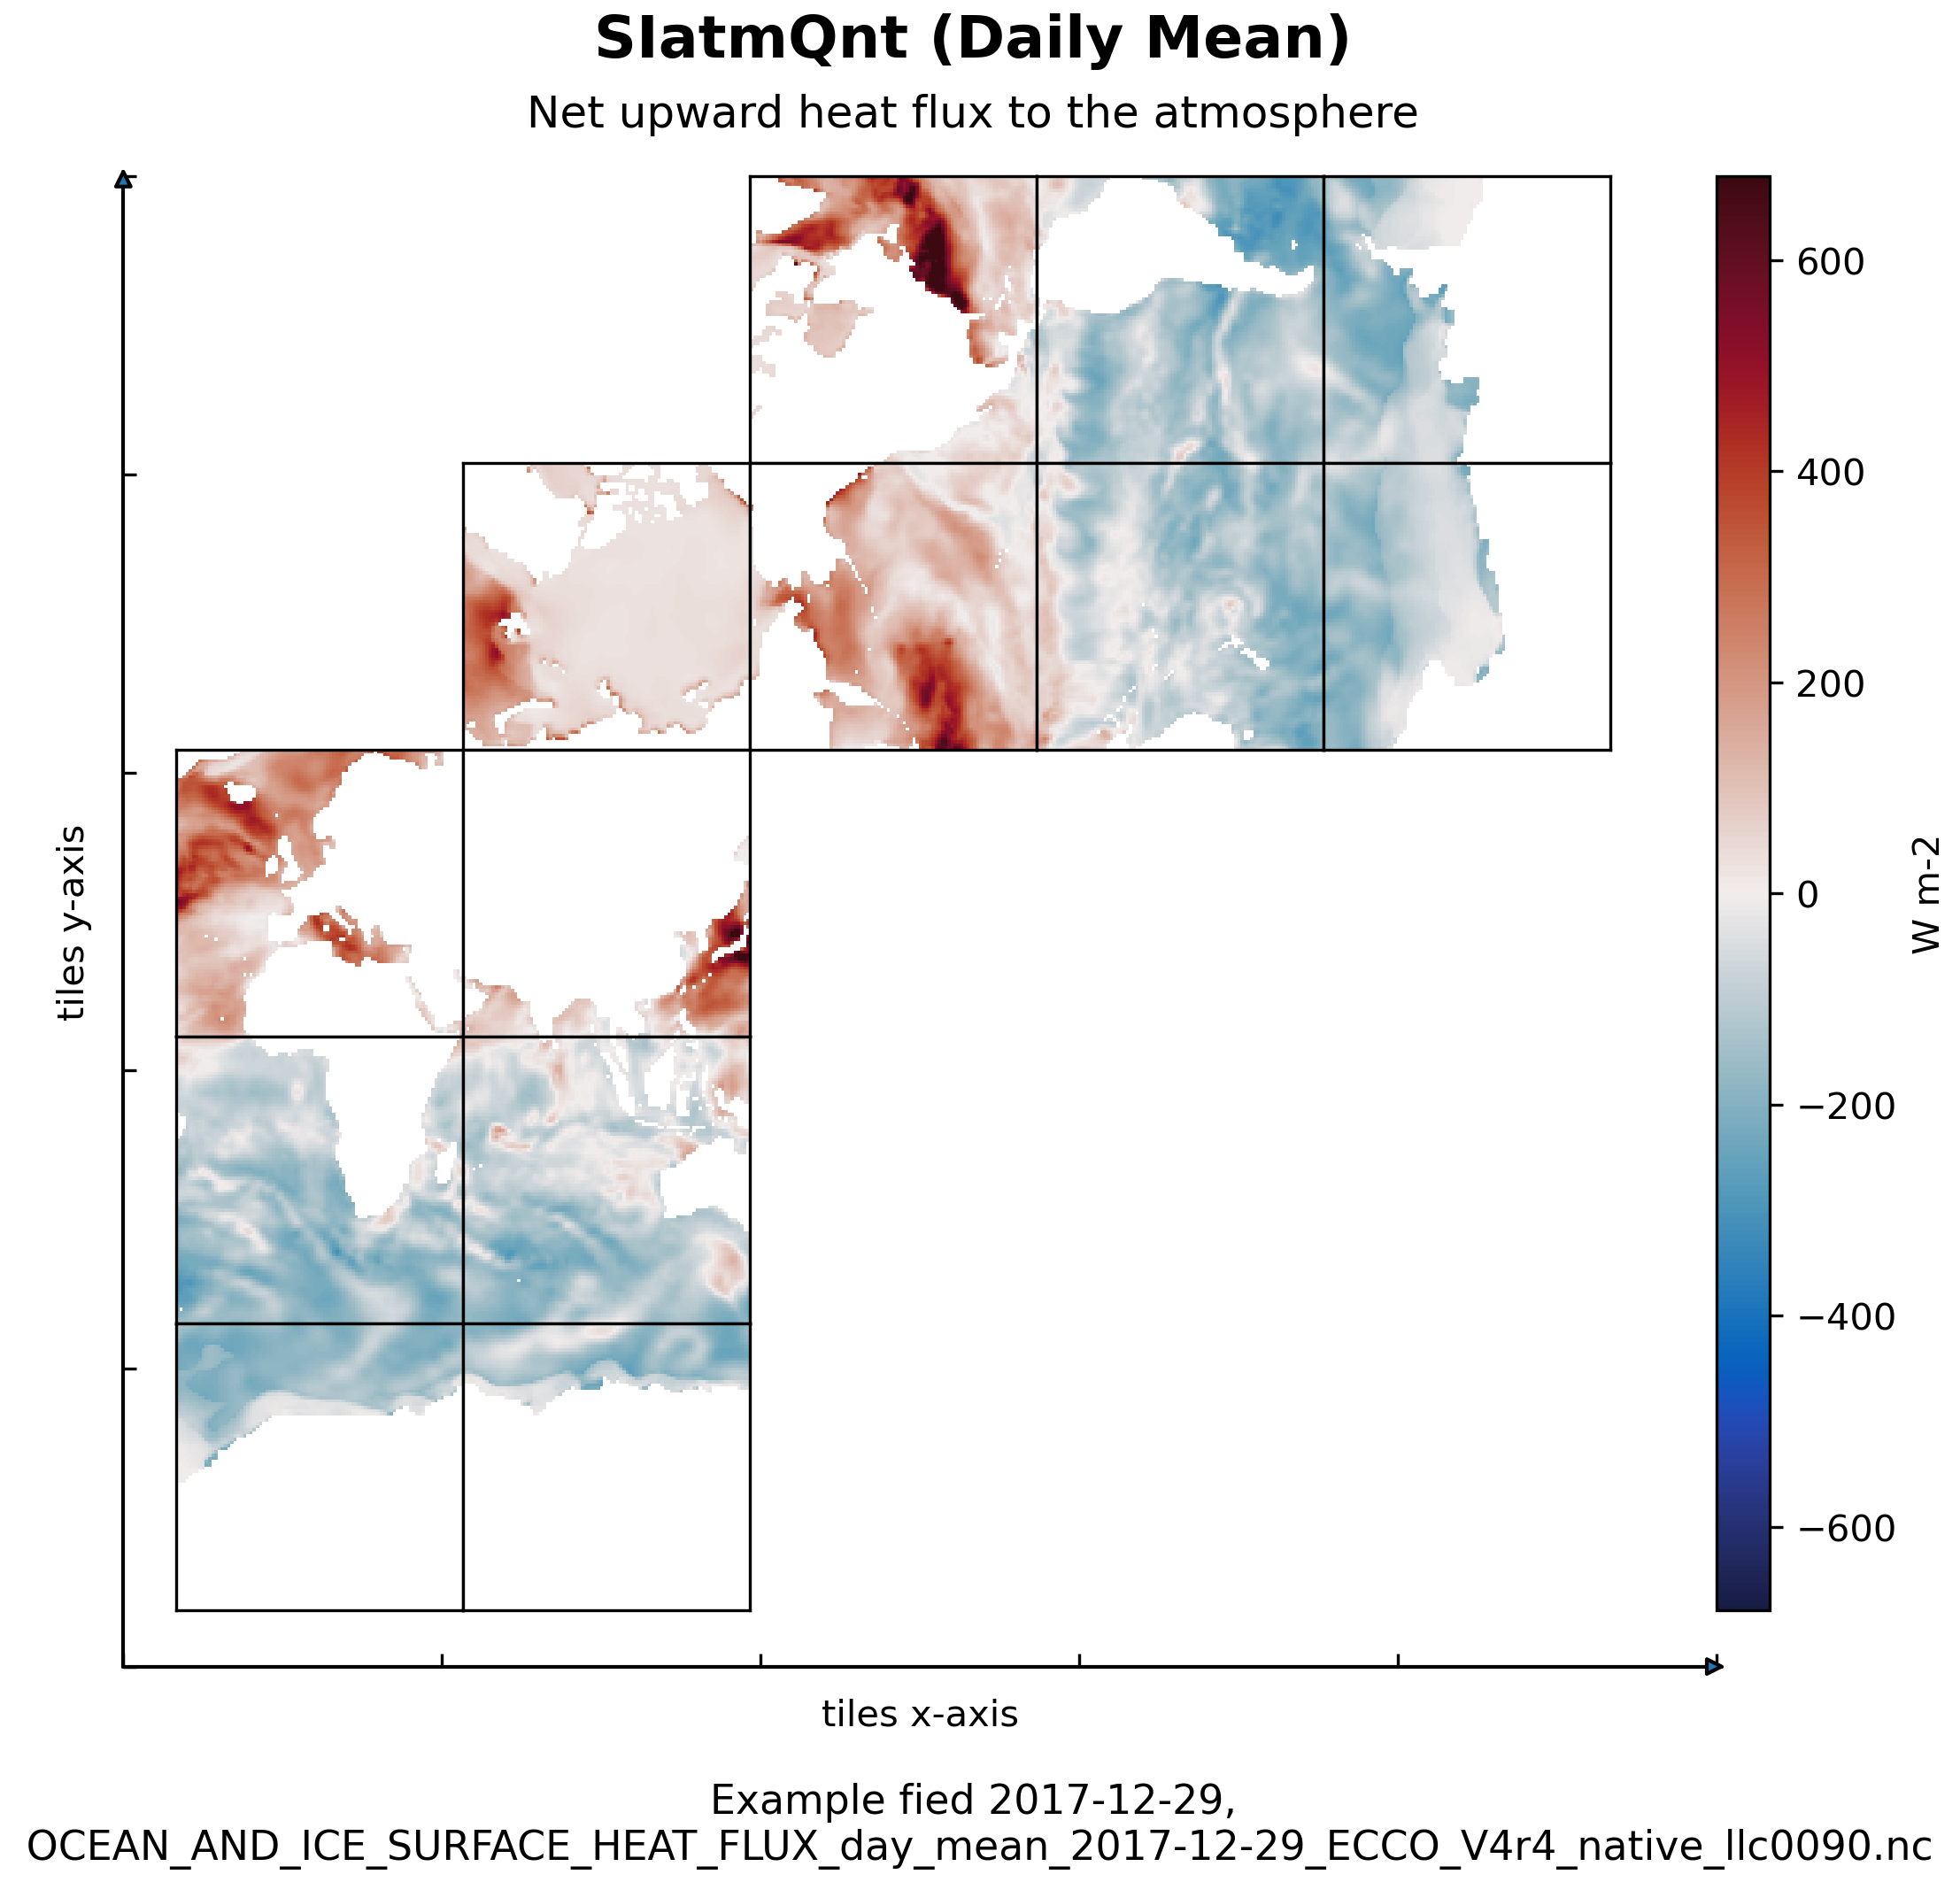 SIatmQnt (Daily Mean)
Net upward heat flux to the atmosphere
tiles y-axis
600
400
200
0
−200
−400
−600
W m-2
tiles x-axis
Example fied 2017-12-29,
OCEAN_AND_ICE_SURFACE_HEAT_FLUX_day_mean_2017-12-29_ECCO_V4r4_native_llc0090.nc